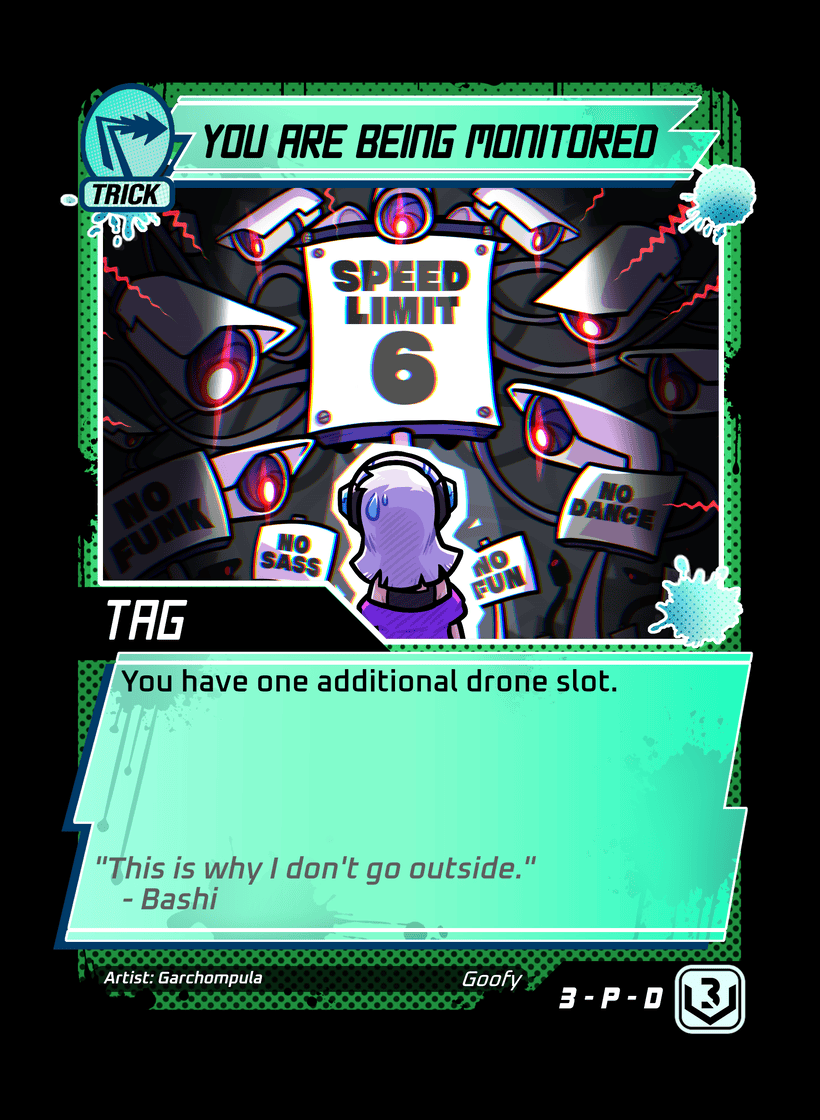 YOU ARE BEING MONITORED
TRICK
SPEED
LIMIT
6
NO
FUNK
NO
SASS
NO
FUN
NO
DANCE
TAG
You have one additional drone slot.
"This is why I don't go outside."
- Bashi
Artist: Garchompula
Goofy
3 - P - D
3